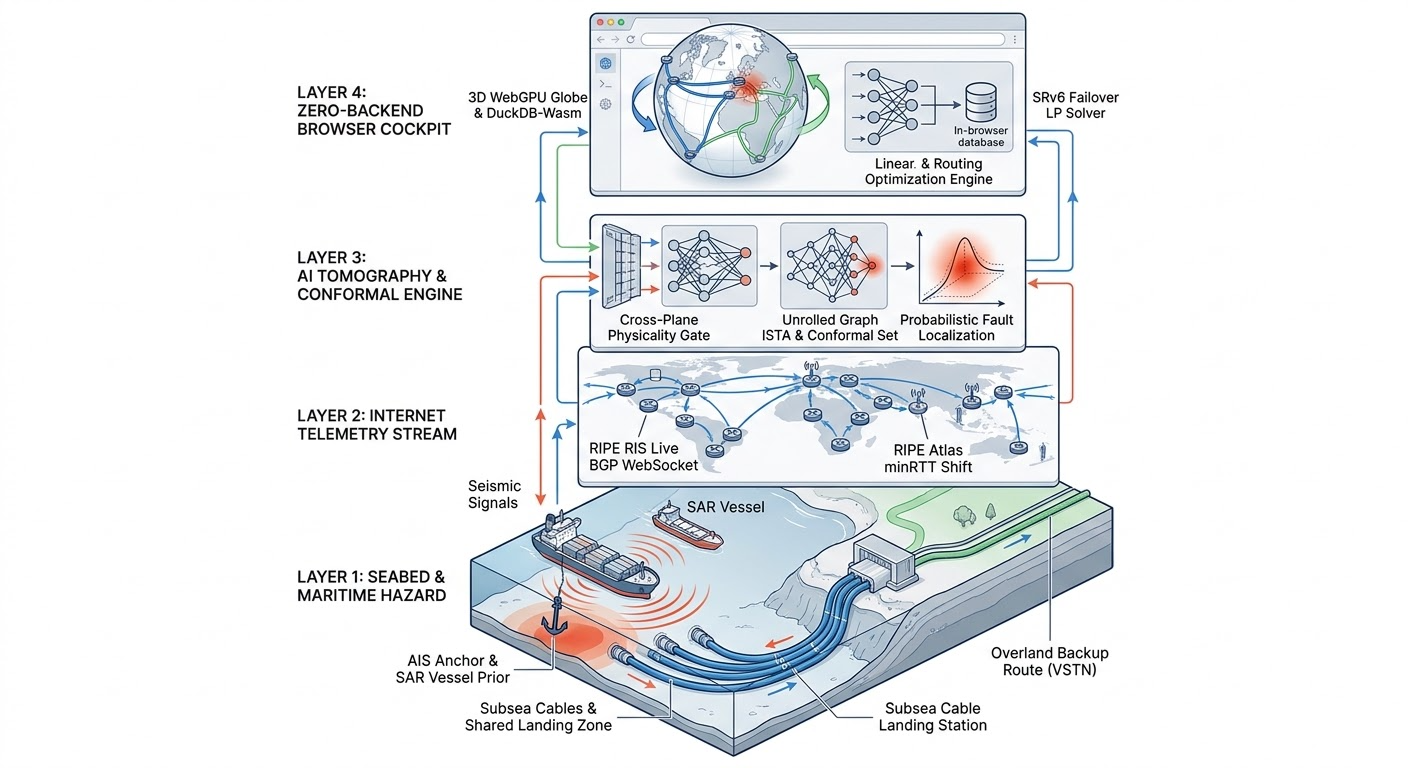 LAYER 4:
ZERO-BACKEND
BROWSER COCKPIT
3D WebGPU Globe
& DuckDB-Wasm
In-browser
database
Linear. & Routing
Optimization Engine
SRv6 Failover
LP Solver
LAYER 3:
AI TOMOGRAPHY &
CONFORMAL ENGINE
Cross-Plane
Physicality Gate
Unrolled Graph
ISTA & Conformal Set
Probabilistic Fault
Localization
LAYER 2: INTERNET
TELEMETRY STREAM
RIPE RIS Live
BGP WebSocket
RIPE Atlas
minRTT Shift
Seismic
Signals
SAR Vessel
LAYER 1: SEABED &
MARITIME HAZARD
AIS Anchor &
SAR Vessel Prior
Subsea Cables &
Shared Landing Zone
Subsea Cable
Landing Station
Overland Backup
Route (VSTN)